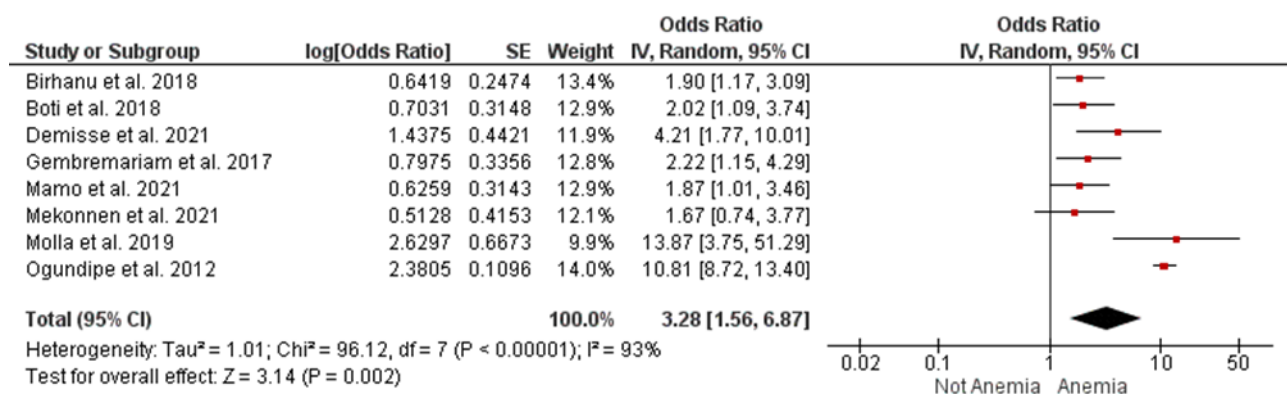 Odds Ratio Odds Ratio
Study or Subgroup log[Odds Ratio] SE Weight IV, Random, 95% CI IV, Random, 95% CI
Birhanu et al. 2018 0.6419 0.2474 13.4% 1.90 [1.17, 3.09]
Boti et al. 2018 0.7031 0.3148 12.9% 2.02 [1.09, 3.74]
Demisse et al. 2021 1.4375 0.4421 11.9% 4.21 [1.77, 10.01]
Gembremariam et al. 2017 0.7975 0.3356 12.8% 2.22 [1.15, 4.29]
Mamo et al. 2021 0.6259 0.3143 12.9% 1.87 [1.01, 3.46]
Mekonnen et al. 2021 0.5128 0.4153 12.1% 1.67 [0.74, 3.77]
Molla et al. 2019 2.6297 0.6673 9.9% 13.87 [3.75, 51.29]
Ogundipe et al. 2012 2.3805 0.1096 14.0% 10.81 [8.72, 13.40]
Total (95% CI) 100.0% 3.28 [1.56, 6.87]
Heterogeneity: Tau² = 1.01; Chi² = 96.12, df = 7 (P < 0.00001); I² = 93%
Test for overall effect: Z = 3.14 (P = 0.002)
0.02 0.1 1 10 50
Not Anemia Anemia